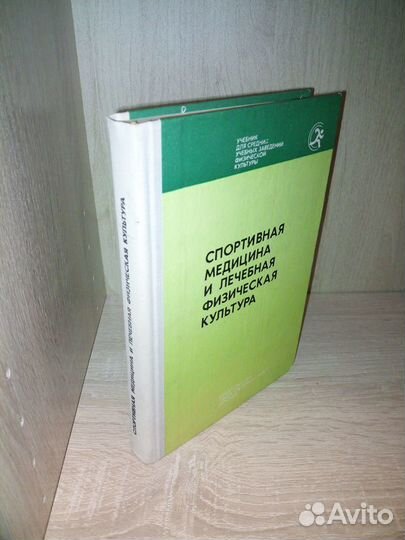 СПОРТИВНАЯ МЕДИЦИНА И ЛЕЧЕБНАЯ ФИЗИЧЕСКАЯ КУЛЬТУРА
УЧЕБНИК
ДЛЯ СРЕДНИХ
УЧЕБНЫХ ЗАВЕДЕНИЙ
ФИЗИЧЕСКОЙ
КУЛЬТУРЫ
СПОРТИВНАЯ
МЕДИЦИНА
И ЛЕЧЕБНАЯ
ФИЗИЧЕСКАЯ
КУЛЬТУРА
Avito